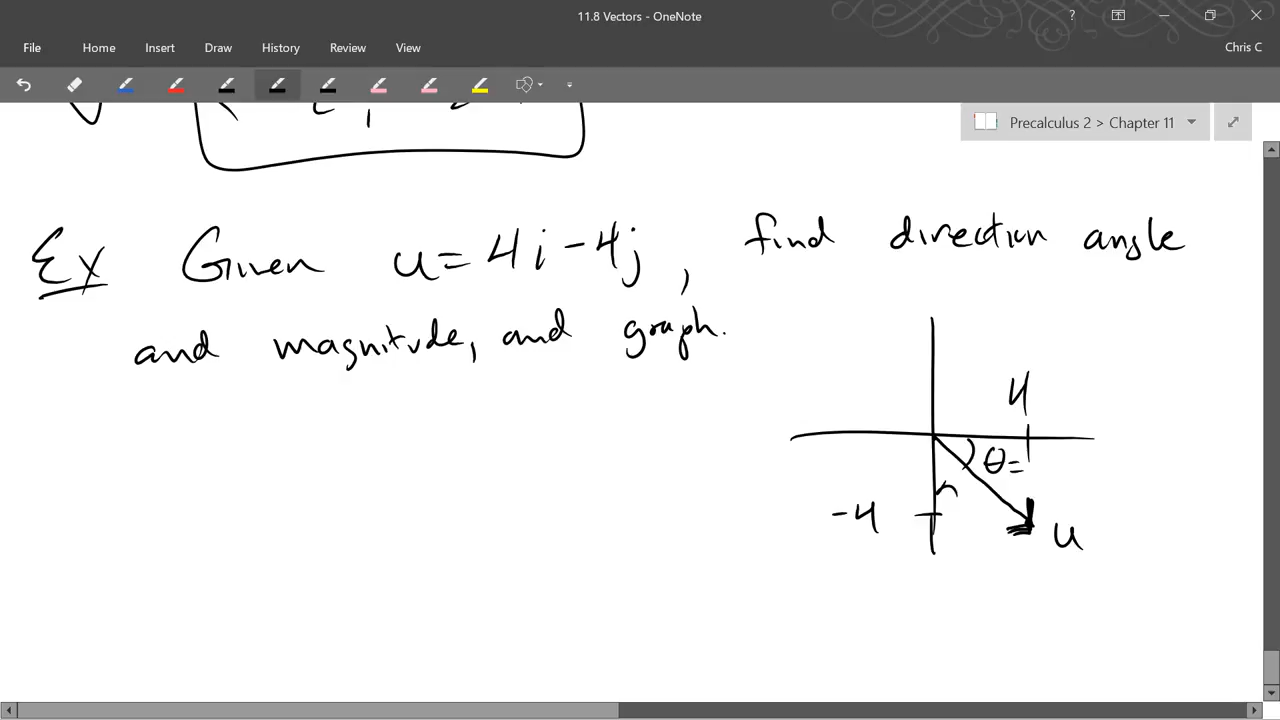 11.8 Vectors - OneNote
File Home Insert Draw History Review View
Chris C
Precalculus 2 > Chapter 11
Ex Given u = 4i - 4j, find direction angle
and magnitude, and graph.
4
θ=
-4
u